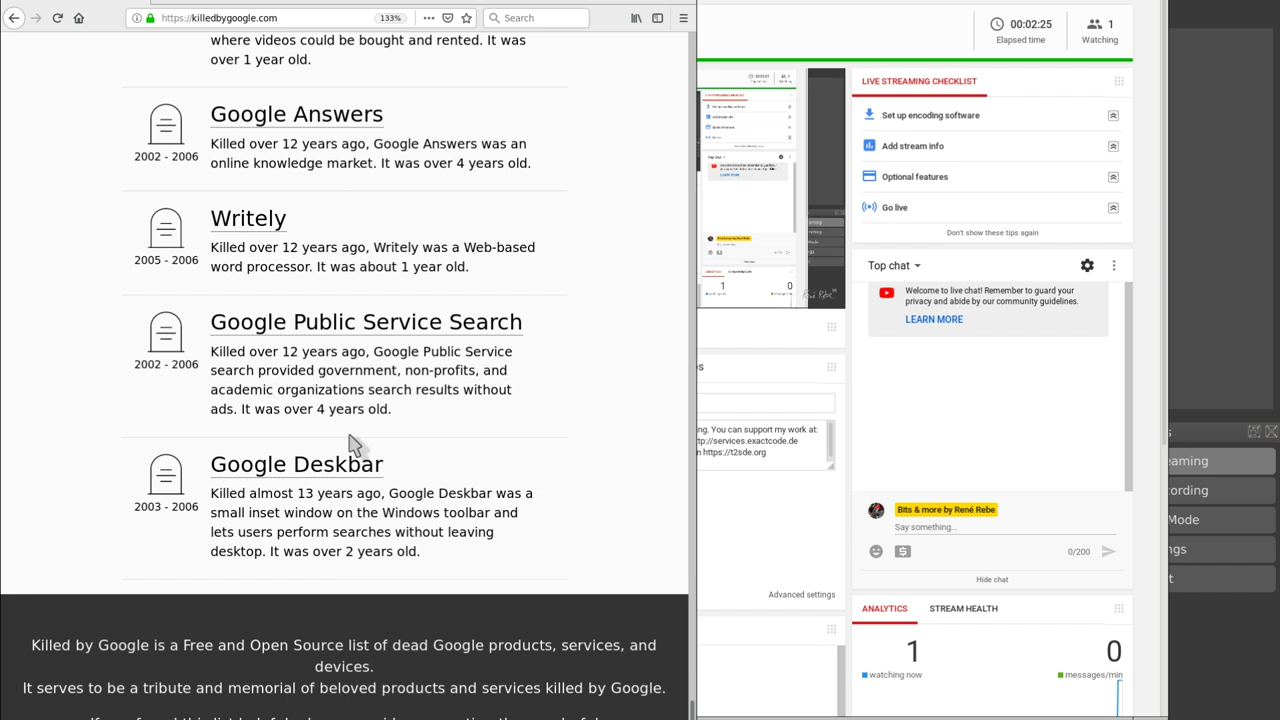 https://killedbygoogle.com
133%
Search
where videos could be bought and rented. It was
over 1 year old.
Google Answers
Killed over 12 years ago, Google Answers was an
online knowledge market. It was over 4 years old.
2002 - 2006
Writely
Killed over 12 years ago, Writely was a Web-based
word processor. It was about 1 year old.
2005 - 2006
Google Public Service Search
Killed over 12 years ago, Google Public Service
search provided government, non-profits, and
academic organizations search results without
ads. It was over 4 years old.
2002 - 2006
Google Deskbar
Killed almost 13 years ago, Google Deskbar was a
small inset window on the Windows toolbar and
lets users perform searches without leaving
desktop. It was over 2 years old.
2003 - 2006
Killed by Google is a Free and Open Source list of dead Google products, services, and
devices.
It serves to be a tribute and memorial of beloved products and services killed by Google.
00:02:25
Elapsed time
1
Watching
LIVE STREAMING CHECKLIST
Set up encoding software
Add stream info
Optional features
Go live
Don't show these tips again
Top chat
Welcome to live chat! Remember to guard your
privacy and abide by our community guidelines.
LEARN MORE
Bits & more by René Rebe
Say something...
0/200
Hide chat
ANALYTICS
STREAM HEALTH
1
watching now
0
messages/min
ng. You can support my work at:
ttp://services.exactcode.de
n https://t2sde.org
Advanced settings
René Rebe
1
0
eaming
cording
Mode
ngs
t
s